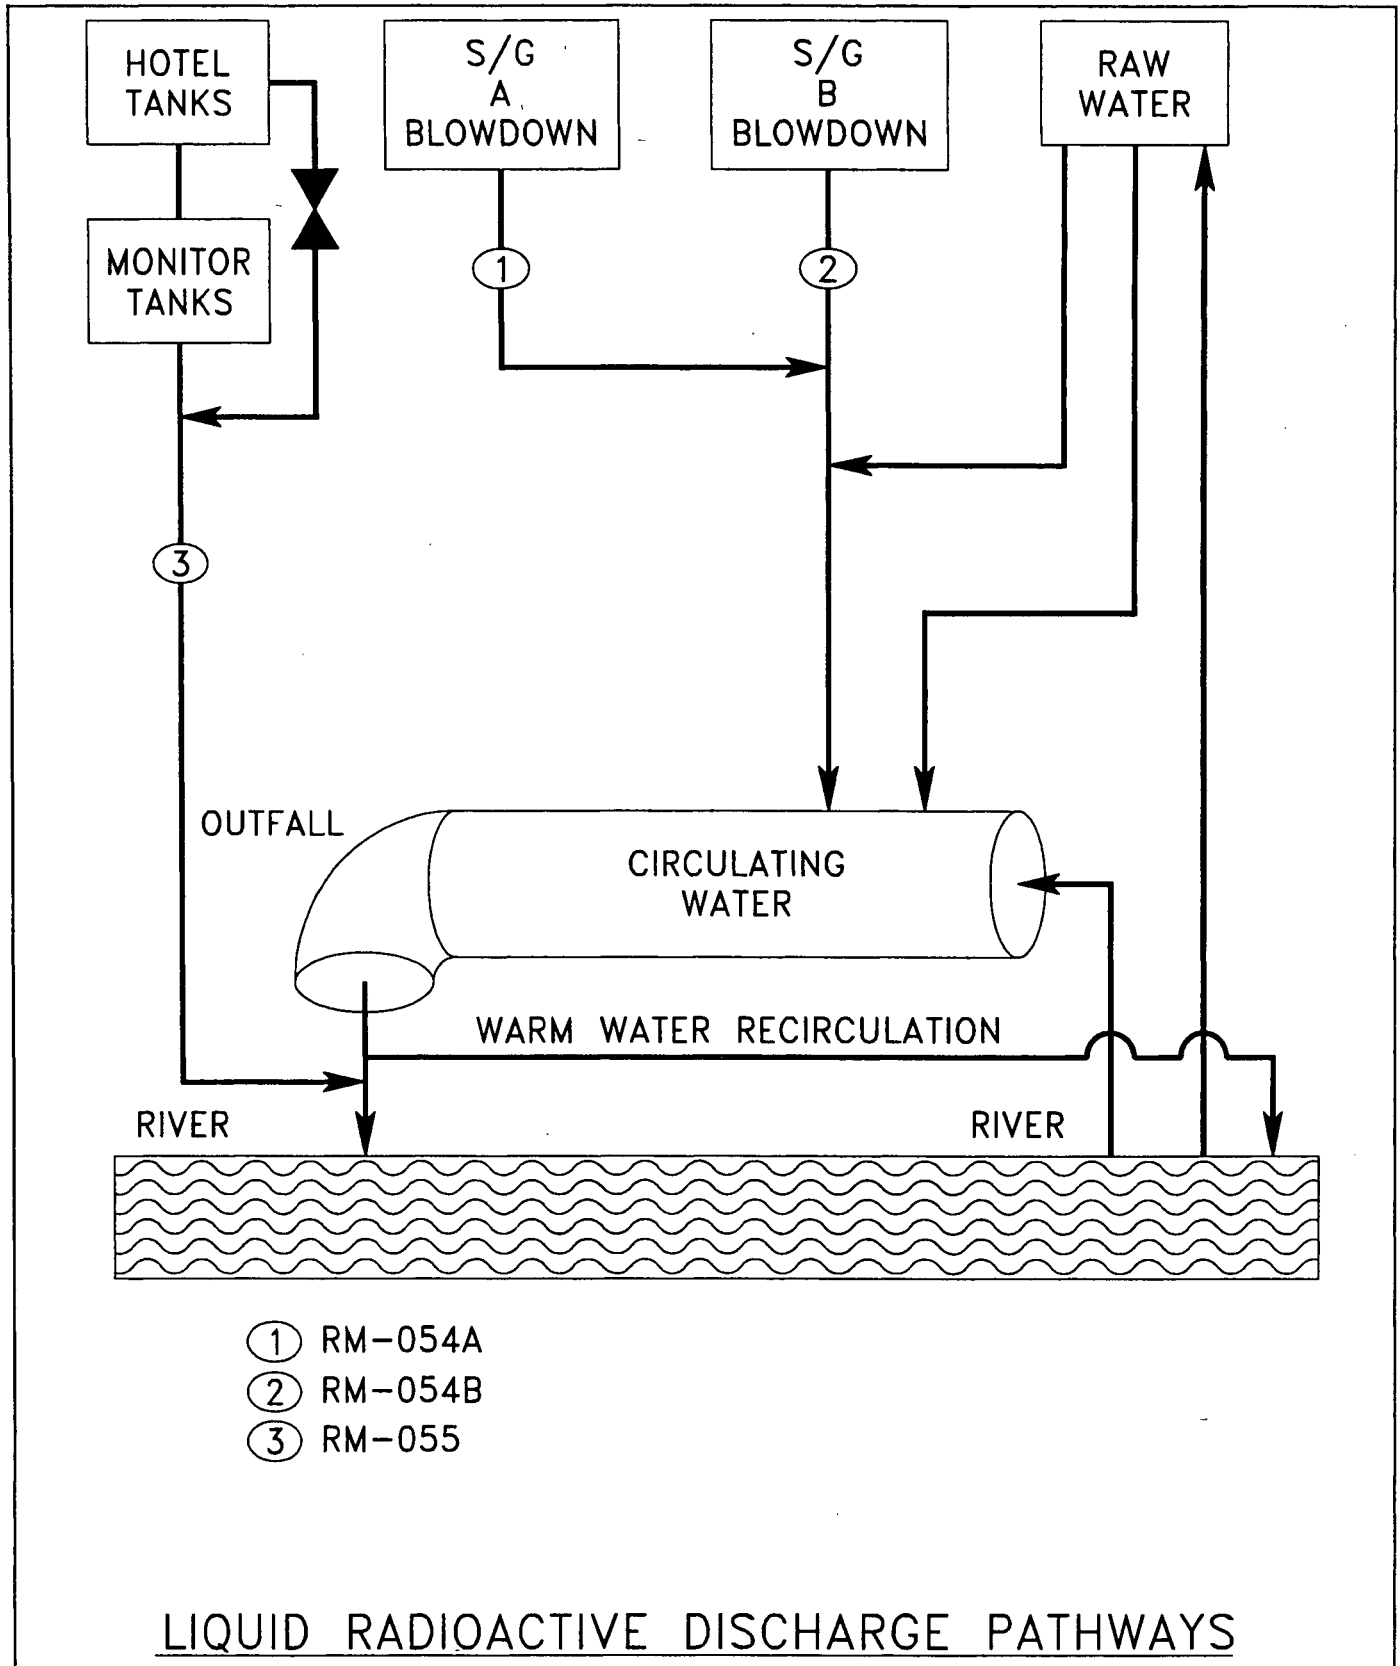 HOTEL
TANKS
S/G
A
BLOWDOWN
S/G
B
BLOWDOWN
RAW
WATER
MONITOR
TANKS
1
2
3
OUTFALL
CIRCULATING
WATER
WARM WATER RECIRCULATION
RIVER
RIVER
1 RM-054A
2 RM-054B
3 RM-055
LIQUID RADIOACTIVE DISCHARGE PATHWAYS